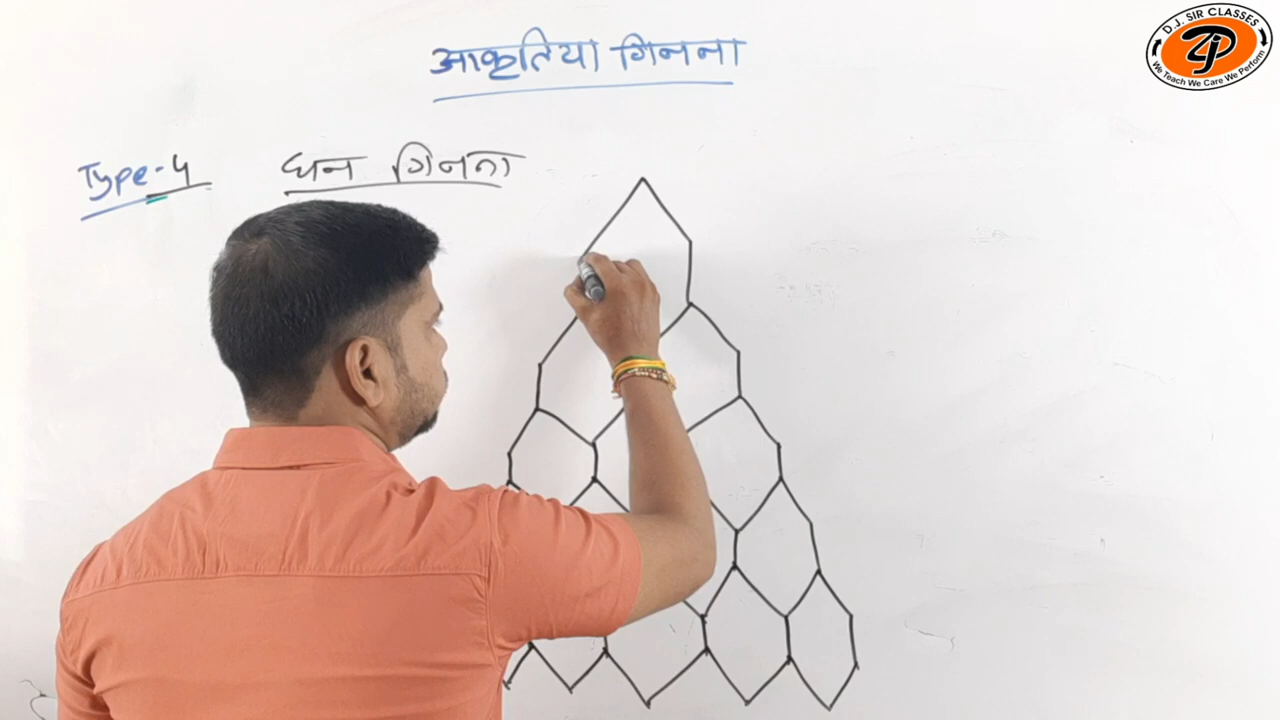 आकृतिया गिनना
Type-4 घन गिनना
D.J. SIR CLASSES
We Teach We Care We Perform